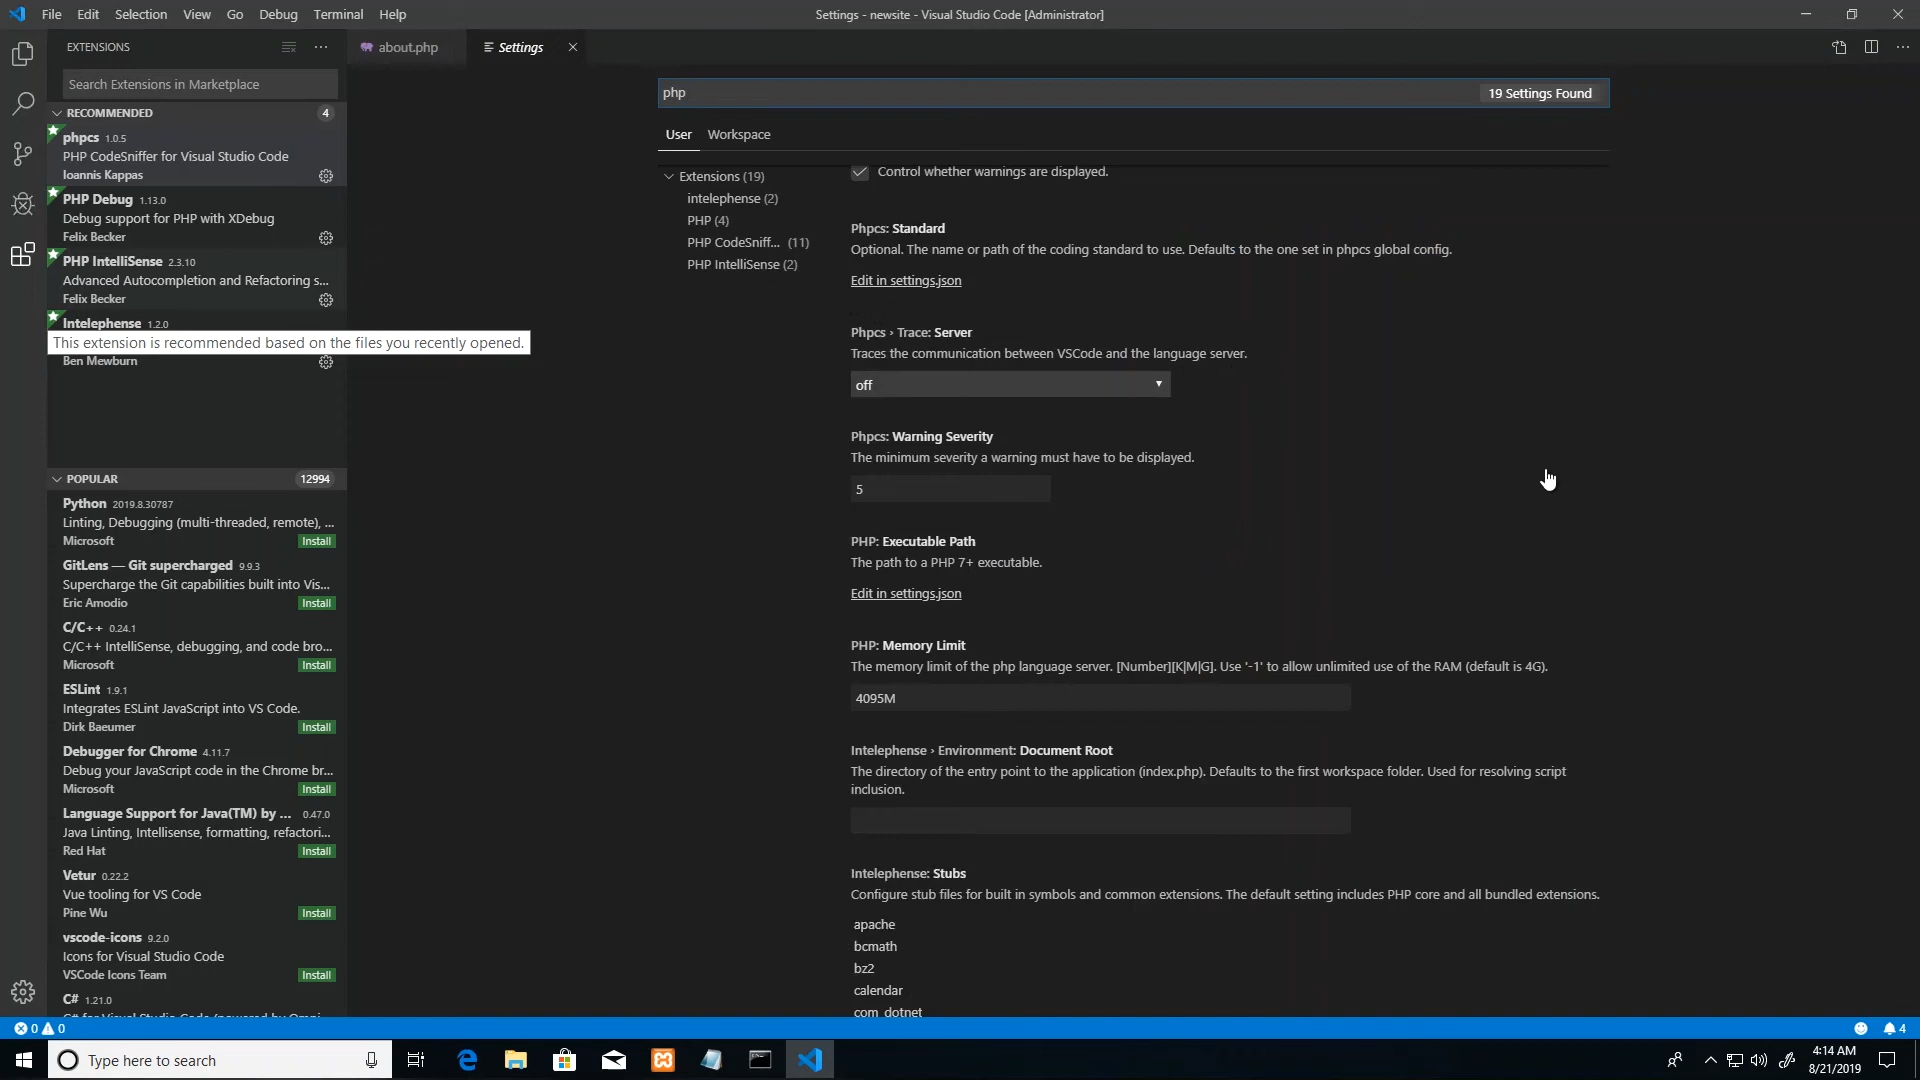 File Edit Selection View Go Debug Terminal Help
Settings - newsite - Visual Studio Code [Administrator]
EXTENSIONS
about.php
Settings
Search Extensions in Marketplace
RECOMMENDED 4
phpcs 1.0.5
PHP CodeSniffer for Visual Studio Code
Ioannis Kappas
PHP Debug 1.13.0
Debug support for PHP with XDebug
Felix Becker
PHP IntelliSense 2.3.10
Advanced Autocompletion and Refactoring s...
Felix Becker
Intelephense 1.2.0
This extension is recommended based on the files you recently opened.
Ben Mewburn
POPULAR 12994
Python 2019.8.30787
Linting, Debugging (multi-threaded, remote), ...
Microsoft Install
GitLens — Git supercharged 9.9.3
Supercharge the Git capabilities built into Vis...
Eric Amodio Install
C/C++ 0.24.1
C/C++ IntelliSense, debugging, and code bro...
Microsoft Install
ESLint 1.9.1
Integrates ESLint JavaScript into VS Code.
Dirk Baeumer Install
Debugger for Chrome 4.11.7
Debug your JavaScript code in the Chrome br...
Microsoft Install
Language Support for Java(TM) by ... 0.47.0
Java Linting, Intellisense, formatting, refactori...
Red Hat Install
Vetur 0.22.2
Vue tooling for VS Code
Pine Wu Install
vscode-icons 9.2.0
Icons for Visual Studio Code
VSCode Icons Team Install
C# 1.21.0
php
19 Settings Found
User Workspace
Extensions (19)
intelephense (2)
PHP (4)
PHP CodeSniff... (11)
PHP IntelliSense (2)
Control whether warnings are displayed.
Phpcs: Standard
Optional. The name or path of the coding standard to use. Defaults to the one set in phpcs global config.
Edit in settings.json
Phpcs › Trace: Server
Traces the communication between VSCode and the language server.
off
Phpcs: Warning Severity
The minimum severity a warning must have to be displayed.
5
PHP: Executable Path
The path to a PHP 7+ executable.
Edit in settings.json
PHP: Memory Limit
The memory limit of the php language server. [Number][K|M|G]. Use '-1' to allow unlimited use of the RAM (default is 4G).
4095M
Intelephense › Environment: Document Root
The directory of the entry point to the application (index.php). Defaults to the first workspace folder. Used for resolving script
inclusion.
Intelephense: Stubs
Configure stub files for built in symbols and common extensions. The default setting includes PHP core and all bundled extensions.
apache
bcmath
bz2
calendar
com_dotnet
0 0
4
Type here to search
4:14 AM
8/21/2019